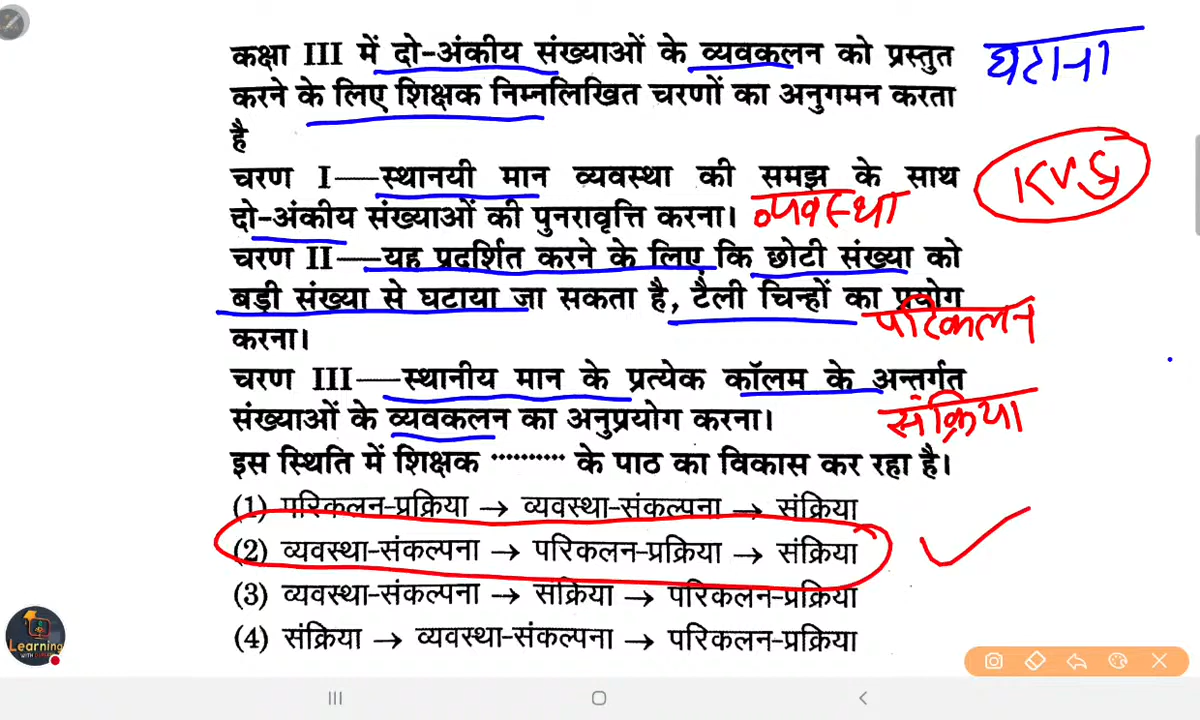 कक्षा III में दो-अंकीय संख्याओं के व्यवकलन को प्रस्तुत
घटाना
करने के लिए शिक्षक निम्नलिखित चरणों का अनुगमन करता
है
KVS
चरण I—स्थानयी मान व्यवस्था की समझ के साथ
दो-अंकीय संख्याओं की पुनरावृत्ति करना।
व्यवस्था
चरण II—यह प्रदर्शित करने के लिए कि छोटी संख्या को
बड़ी संख्या से घटाया जा सकता है, टैली चिन्हों का प्रयोग
परिकलन
करना।
चरण III—स्थानीय मान के प्रत्येक कॉलम के अन्तर्गत
संख्याओं के व्यवकलन का अनुप्रयोग करना।
संक्रिया
इस स्थिति में शिक्षक ·········· के पाठ का विकास कर रहा है।
(1) परिकलन-प्रक्रिया → व्यवस्था-संकल्पना → संक्रिया
(2) व्यवस्था-संकल्पना → परिकलन-प्रक्रिया → संक्रिया
(3) व्यवस्था-संकल्पना → संक्रिया → परिकलन-प्रक्रिया
(4) संक्रिया → व्यवस्था-संकल्पना → परिकलन-प्रक्रिया
Learning
WITH